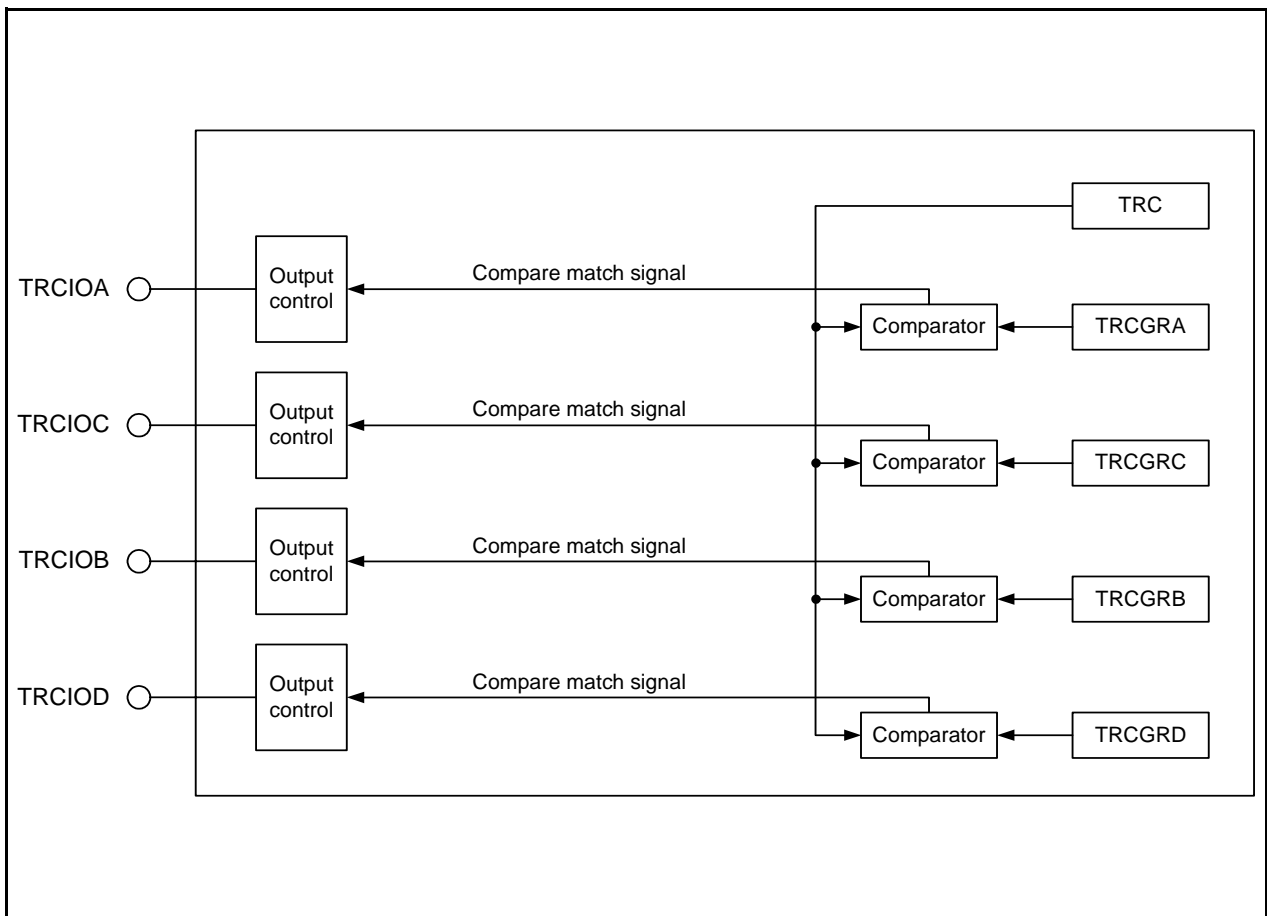 TRC
TRCIOA
Output
control
Compare match signal
Comparator
TRCGRA
TRCIOC
Output
control
Compare match signal
Comparator
TRCGRC
TRCIOB
Output
control
Compare match signal
Comparator
TRCGRB
TRCIOD
Output
control
Compare match signal
Comparator
TRCGRD